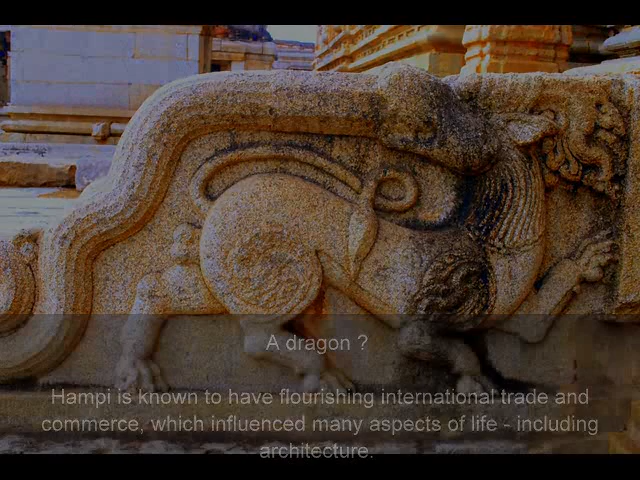 A dragon ?
Hampi is known to have flourishing international trade and
commerce, which influenced many aspects of life - including
architecture.